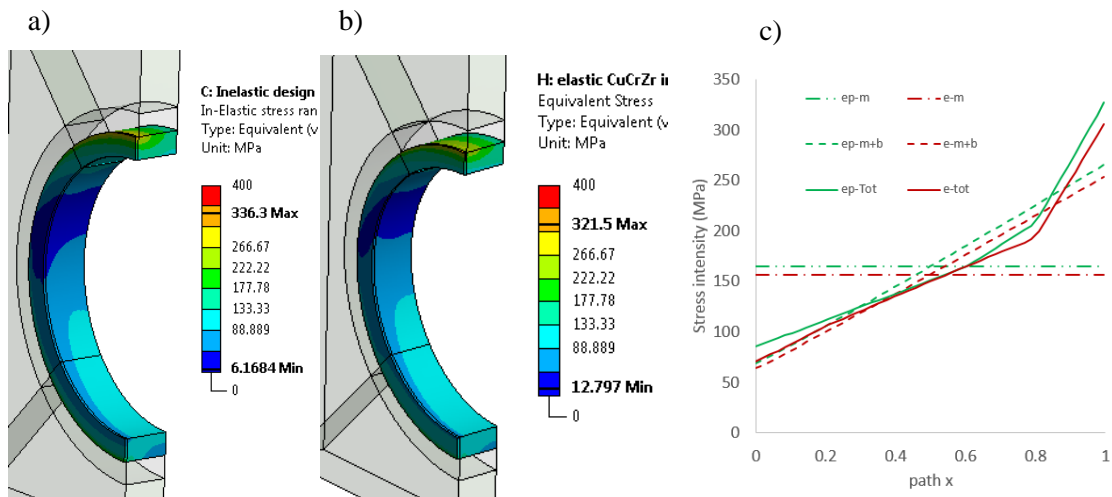 a)
C: Inelastic design
In-Elastic stress ran
Type: Equivalent (v
Unit: MPa
400
336.3 Max
266.67
222.22
177.78
133.33
88.889
6.1684 Min
0
b)
H: elastic CuCrZr in
Equivalent Stress
Type: Equivalent (v
Unit: MPa
400
321.5 Max
266.67
222.22
177.78
133.33
88.889
12.797 Min
0
c)
Stress intensity (MPa)
350
300
250
200
150
100
50
0
ep-m
e-m
ep-m+b
e-m+b
ep-Tot
e-tot
0
0.2
0.4
0.6
0.8
1
path x